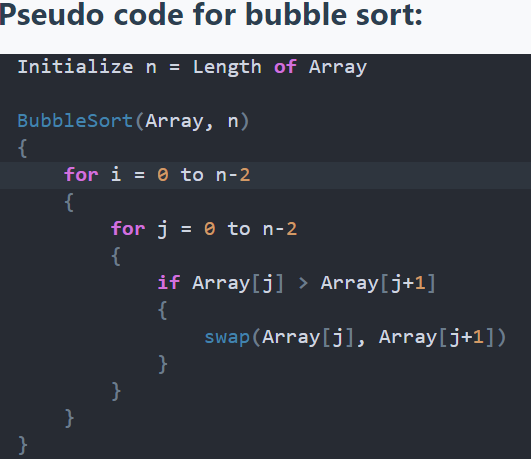 Pseudo code for bubble sort:
Initialize n = Length of Array
BubbleSort(Array, n)
{
for i = 0 to n-2
{
for j = 0 to n-2
{
if Array[j] > Array[j+1]
{
swap(Array[j], Array[j+1])
}
}
}
}